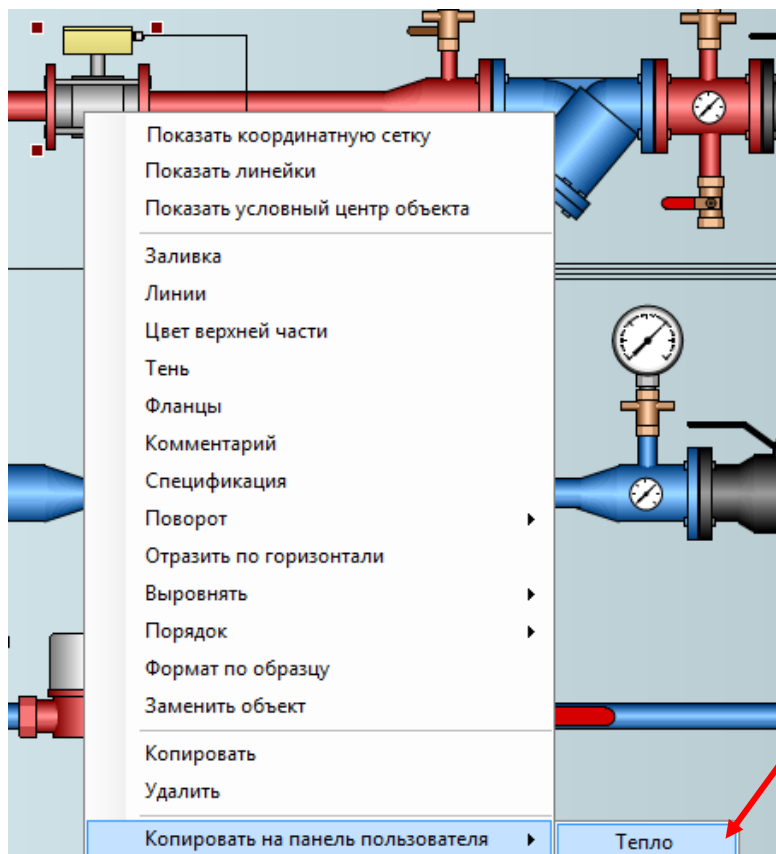 Показать координатную сетку
Показать линейки
Показать условный центр объекта
Заливка
Линии
Цвет верхней части
Тень
Фланцы
Комментарий
Спецификация
Поворот
Отразить по горизонтали
Выровнять
Порядок
Формат по образцу
Заменить объект
Копировать
Удалить
Копировать на панель пользователя
Тепло